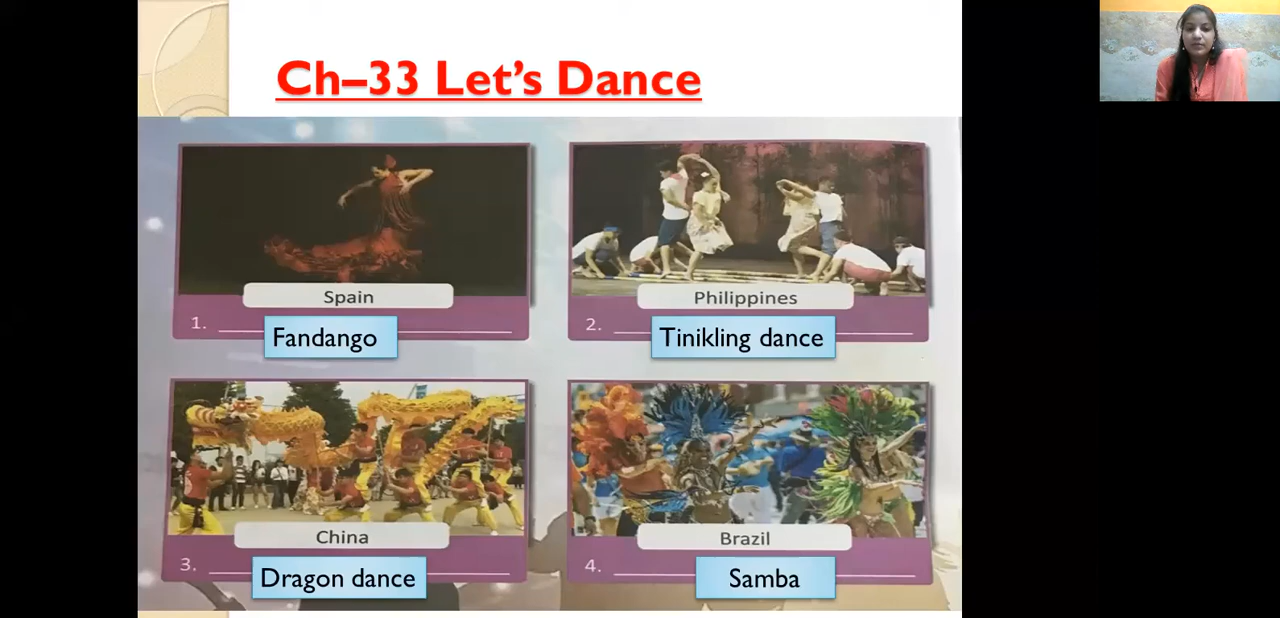 Ch–33 Let's Dance
Spain
1.
Fandango
Philippines
2.
Tinikling dance
China
3.
Dragon dance
Brazil
4.
Samba